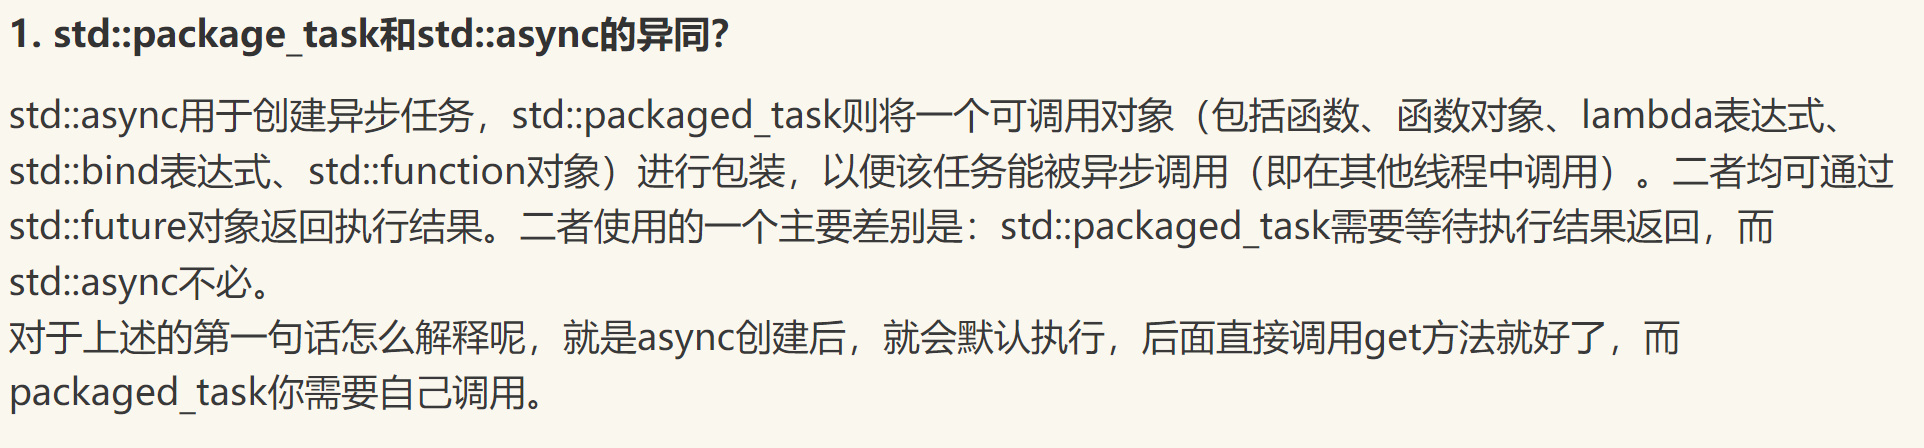 1. std::package_task和std::async的异同？
std::async用于创建异步任务，std::packaged_task则将一个可调用对象（包括函数、函数对象、lambda表达式、
std::bind表达式、std::function对象）进行包装，以便该任务能被异步调用（即在其他线程中调用）。二者均可通过
std::future对象返回执行结果。二者使用的一个主要差别是：std::packaged_task需要等待执行结果返回，而
std::async不必。
对于上述的第一句话怎么解释呢，就是async创建后，就会默认执行，后面直接调用get方法就好了，而
packaged_task你需要自己调用。